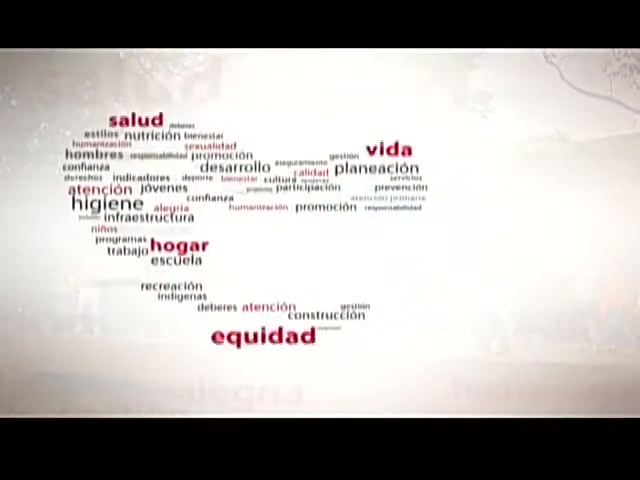 salud
salud deberes
estilos nutrición bienestar
humanización sexualidad vida
hombres responsabilidad promoción gestión
confianza desarrollo aseguramiento calidad planeación
derechos indicadores deporte bienestar cultura servicios
atención jóvenes participación prevención
higiene confianza atención primaria
alegría humanización promoción responsabilidad
infraestructura
niños
programas hogar
trabajo
escuela
recreación
indígenas
deberes atención gestión
construcción
equidad
alegria